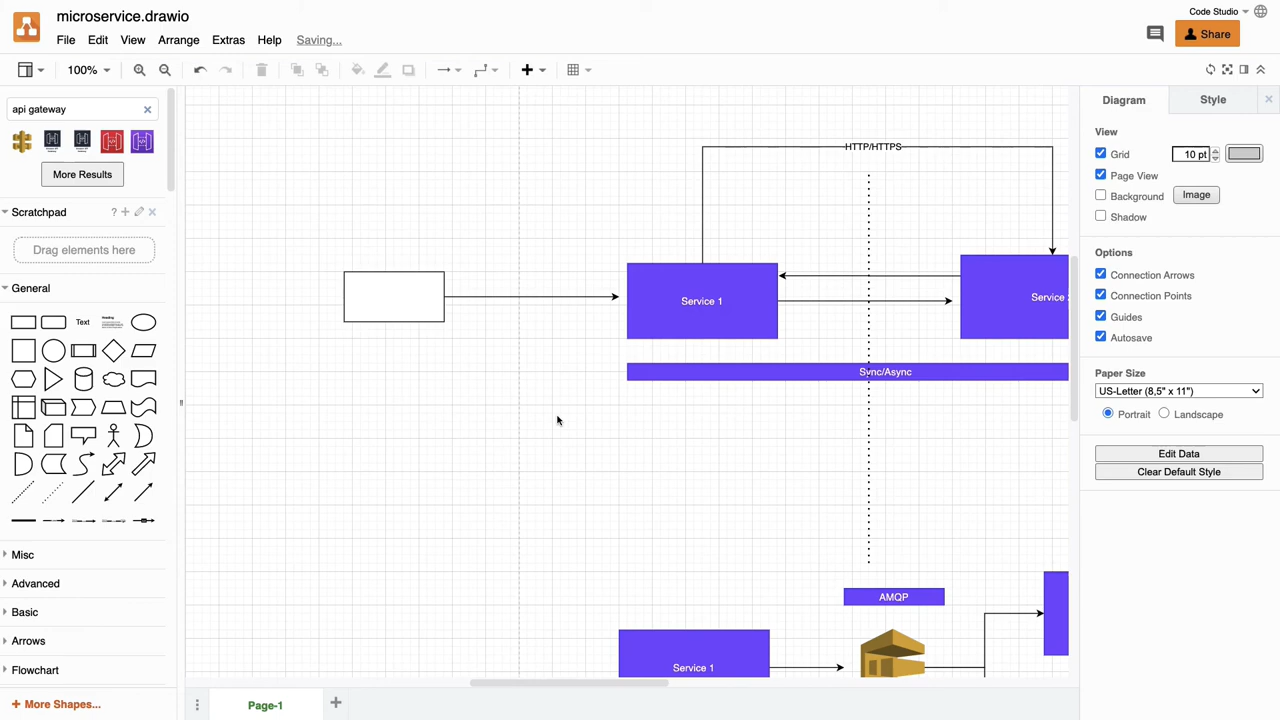 microservice.drawio
Code Studio
File Edit View Arrange Extras Help Saving...
Share
100%
api gateway
More Results
Scratchpad
?
Drag elements here
General
Text
Heading
Misc
Advanced
Basic
Arrows
Flowchart
More Shapes...
HTTP/HTTPS
Service 1
Service
Sync/Async
AMQP
Service 1
Page-1
Diagram
Style
View
Grid
10 pt
Page View
Background
Image
Shadow
Options
Connection Arrows
Connection Points
Guides
Autosave
Paper Size
US-Letter (8,5" x 11")
Portrait
Landscape
Edit Data
Clear Default Style